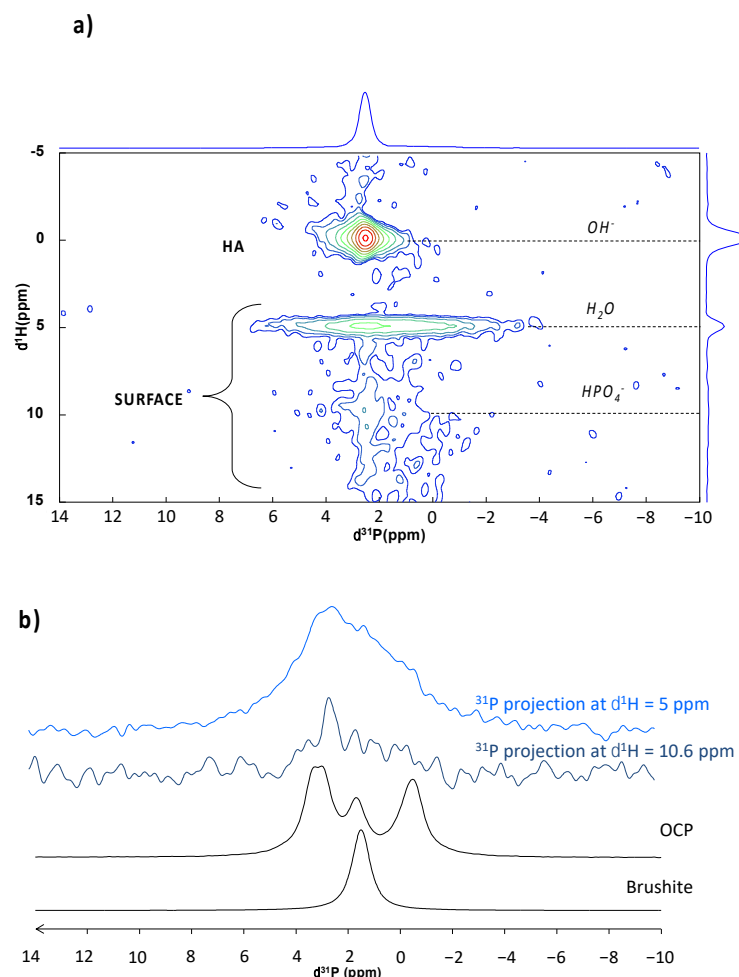 a)
-5
0
5
10
15
d¹H(ppm)
HA
SURFACE
OH⁻
H₂O
HPO₄⁻
14 12 10 8 6 4 2 0 −2 −4 −6 −8 −10
d³¹P(ppm)
b)
³¹P projection at d¹H = 5 ppm
³¹P projection at d¹H = 10.6 ppm
OCP
Brushite
14 12 10 8 6 4 2 0 −2 −4 −6 −8 −10
d³¹P (ppm)